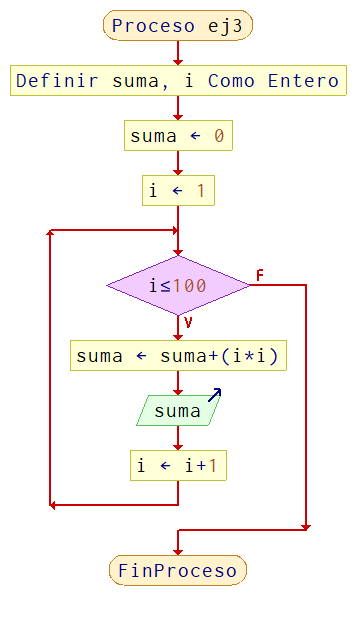 Proceso ej3
Definir suma, i Como Entero
suma ← 0
i ← 1
i≤100
F
V
suma ← suma+(i*i)
suma
i ← i+1
FinProceso